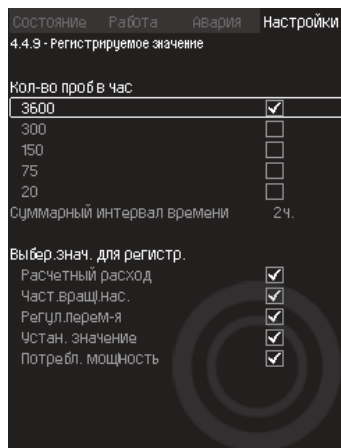 Состояние Работа Авария Настройки
4.4.9 - Регистрируемое значение
Кол-во проб в час
3600
300
150
75
20
Суммарный интервал времени 2ч.
Выбер.знач. для регистр.
Расчетный расход
Част.вращ.нас.
Регул.перем-я
Устан. значение
Потребл. мощность